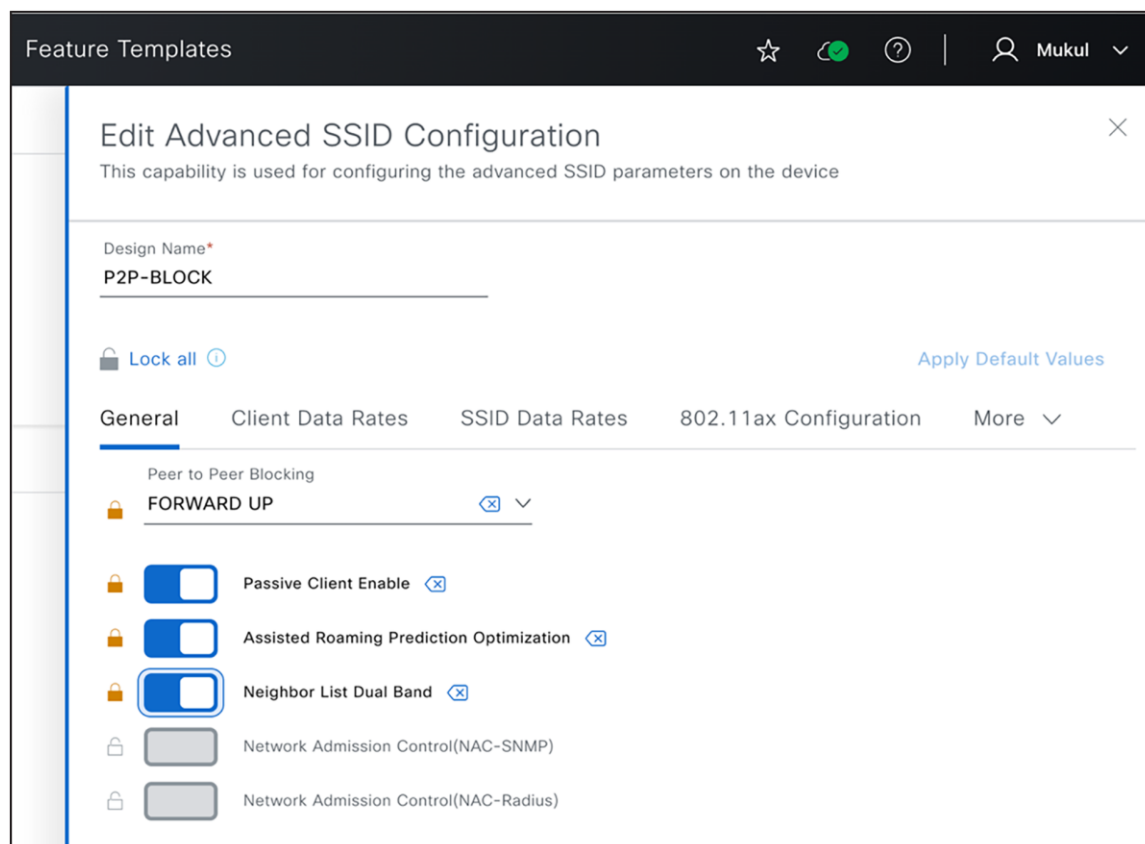 Feature Templates Mukul
Edit Advanced SSID Configuration
This capability is used for configuring the advanced SSID parameters on the device
Design Name*
P2P-BLOCK
Lock all Apply Default Values
General Client Data Rates SSID Data Rates 802.11ax Configuration More
Peer to Peer Blocking
FORWARD UP
Passive Client Enable
Assisted Roaming Prediction Optimization
Neighbor List Dual Band
Network Admission Control(NAC-SNMP)
Network Admission Control(NAC-Radius)